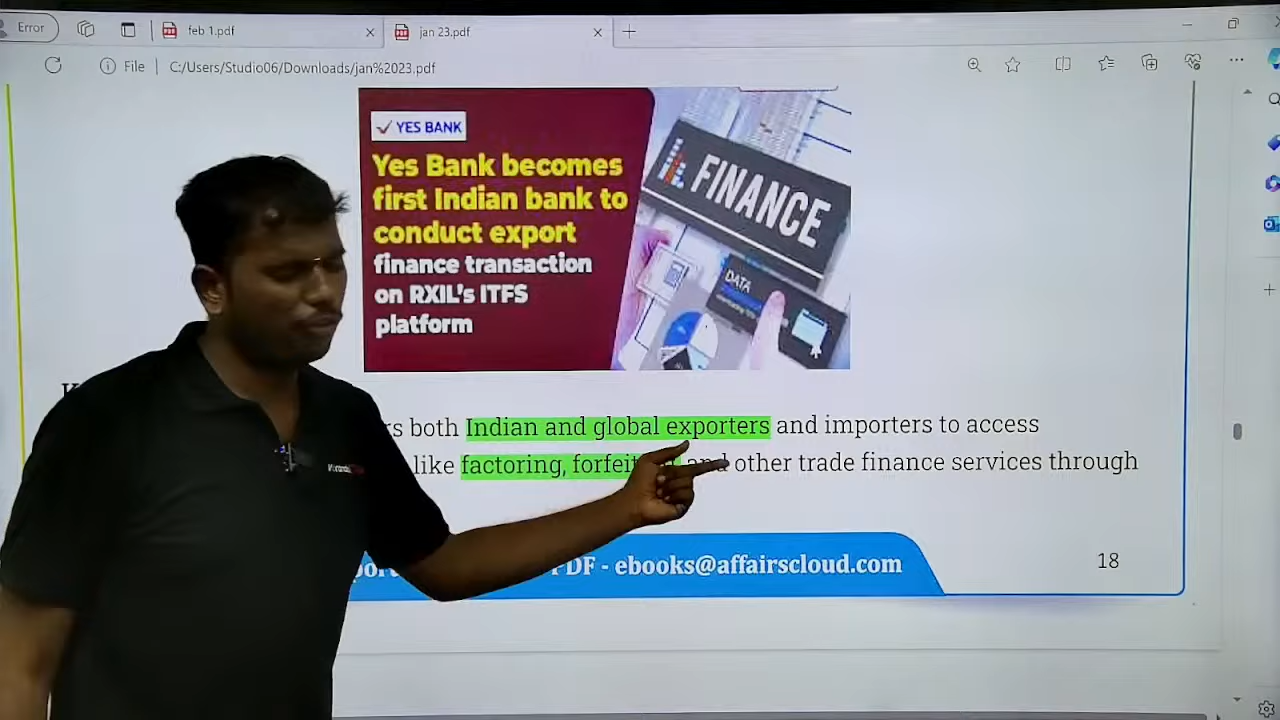 Error
feb 1.pdf
jan 23.pdf
File
C:/Users/Studio06/Downloads/jan%2023.pdf
YES BANK
Yes Bank becomes
first Indian bank to
conduct export
finance transaction
on RXIL's ITFS
platform
FINANCE
DATA
both Indian and global exporters and importers to access
like factoring, and other trade finance services through
PDF - ebooks@affairscloud.com
18